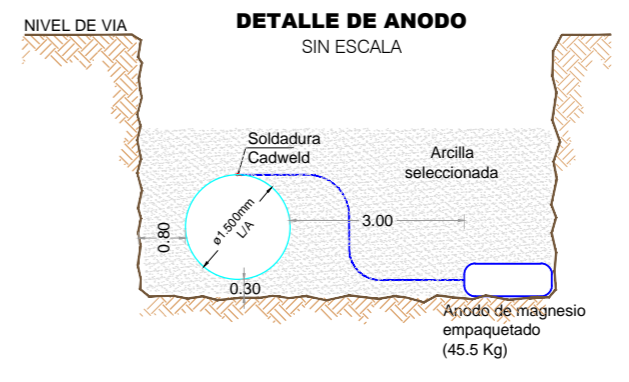 NIVEL DE VIA
DETALLE DE ANODO
SIN ESCALA
Soldadura
Cadweld
Arcilla
seleccionada
ø1.500mm
L/A
3.00
0.80
0.30
Anodo de magnesio
empaquetado
(45.5 Kg)